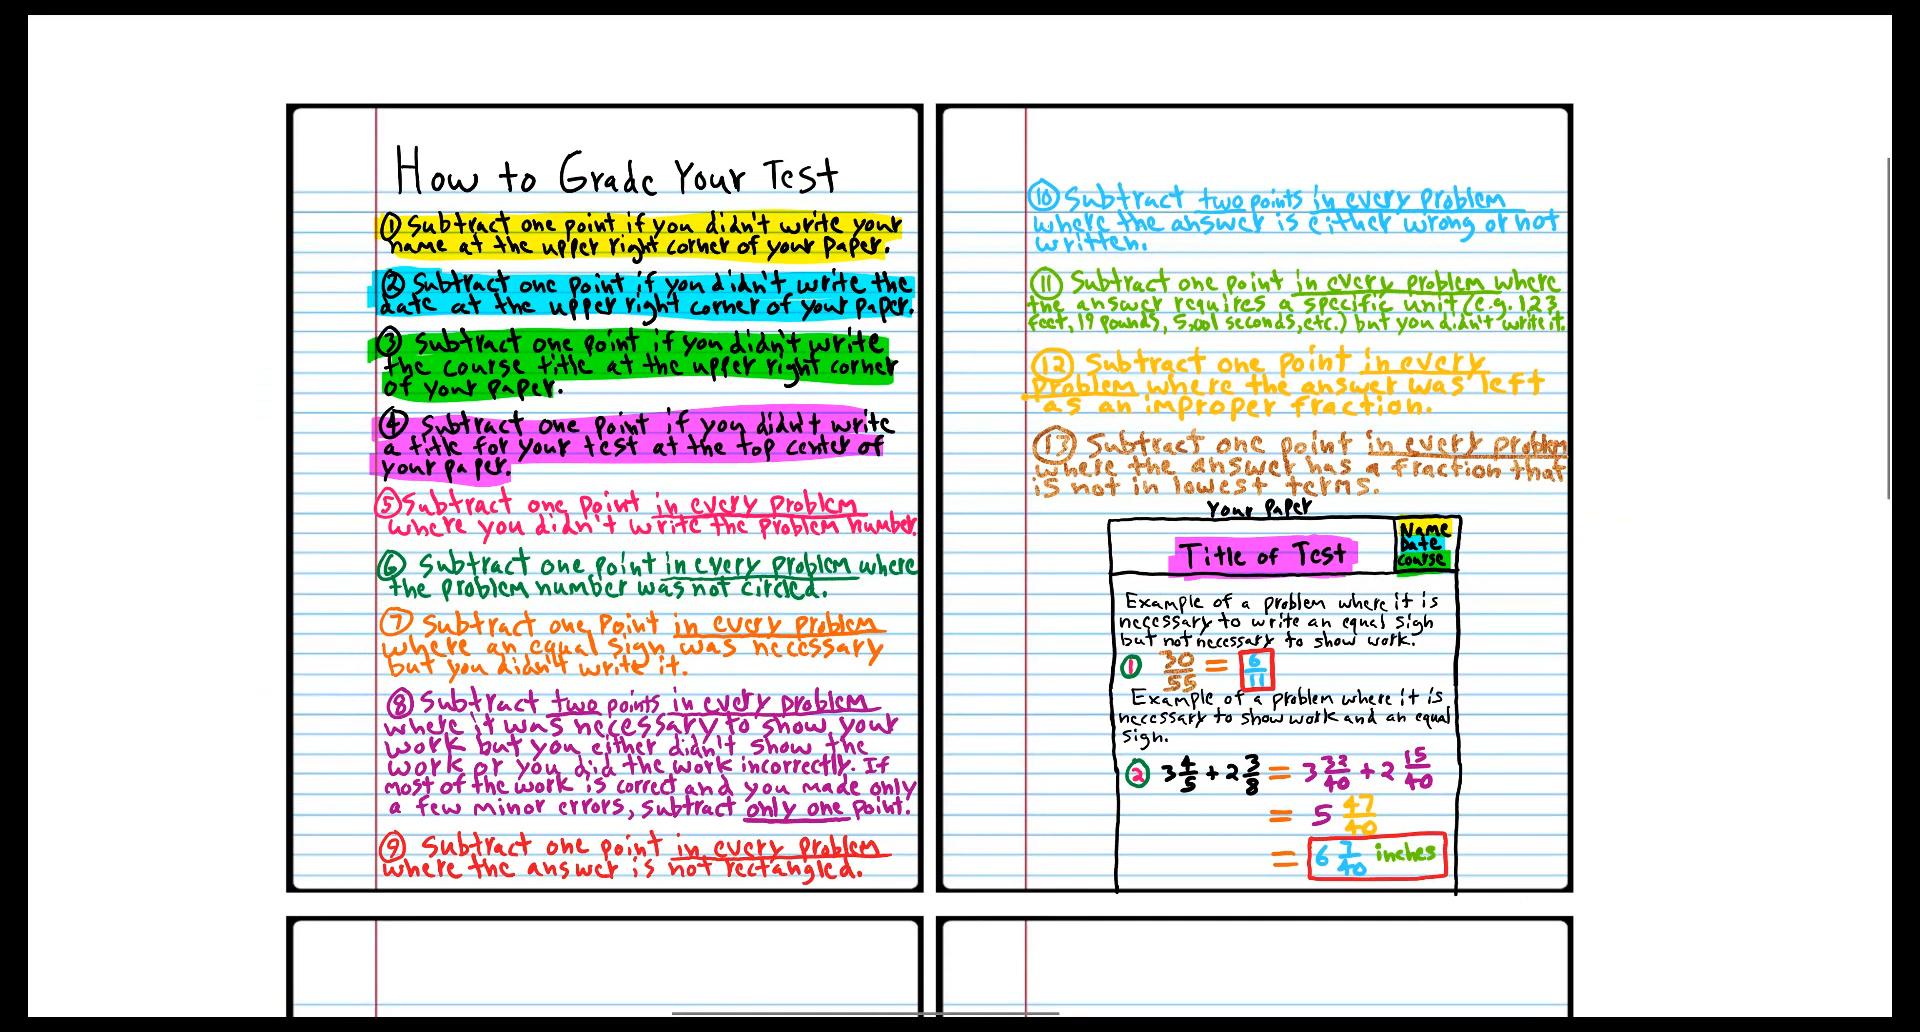 How to Grade Your Test
① Subtract one point if you didn't write your
name at the upper right corner of your paper.
② Subtract one point if you didn't write the
date at the upper right corner of your paper.
③ Subtract one point if you didn't write
the course title at the upper right corner
of your paper.
④ Subtract one point if you didn't write
a title for your test at the top center of
your paper.
⑤ Subtract one point in every problem
where you didn't write the problem number.
⑥ Subtract one point in every problem where
the problem number was not circled.
⑦ Subtract one point in every problem
where an equal sign was necessary
but you didn't write it.
⑧ Subtract two points in every problem
where it was necessary to show your
work but you either didn't show the
work or you did the work incorrectly. If
most of the work is correct and you made only
a few minor errors, subtract only one point.
⑨ Subtract one point in every problem
where the answer is not rectangled.
⑩ Subtract two points in every problem
where the answer is either wrong or not
written.
⑪ Subtract one point in every problem where
the answer requires a specific unit (e.g. 123
feet, 19 pounds, 5,001 seconds, etc.) but you didn't write it.
⑫ Subtract one point in every
problem where the answer was left
as an improper fraction.
⑬ Subtract one point in every problem
where the answer has a fraction that
is not in lowest terms.
Your Paper
Title of Test
Name
Date
Course
Example of a problem where it is
necessary to write an equal sign
but not necessary to show work.
① 30/55 = 6/11
Example of a problem where it is
necessary to show work and an equal
sign.
② 3 4/5 + 2 3/8 = 3 32/40 + 2 15/40
= 5 47/40
= 6 7/40 inches